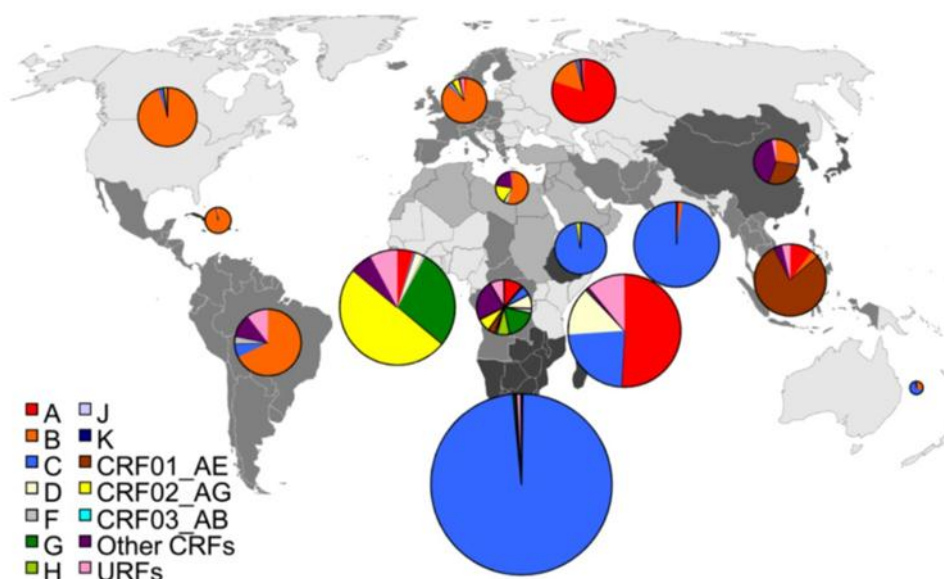 A J
B K
C CRF01_AE
D CRF02_AG
F CRF03_AB
G Other CRFs
H URFs